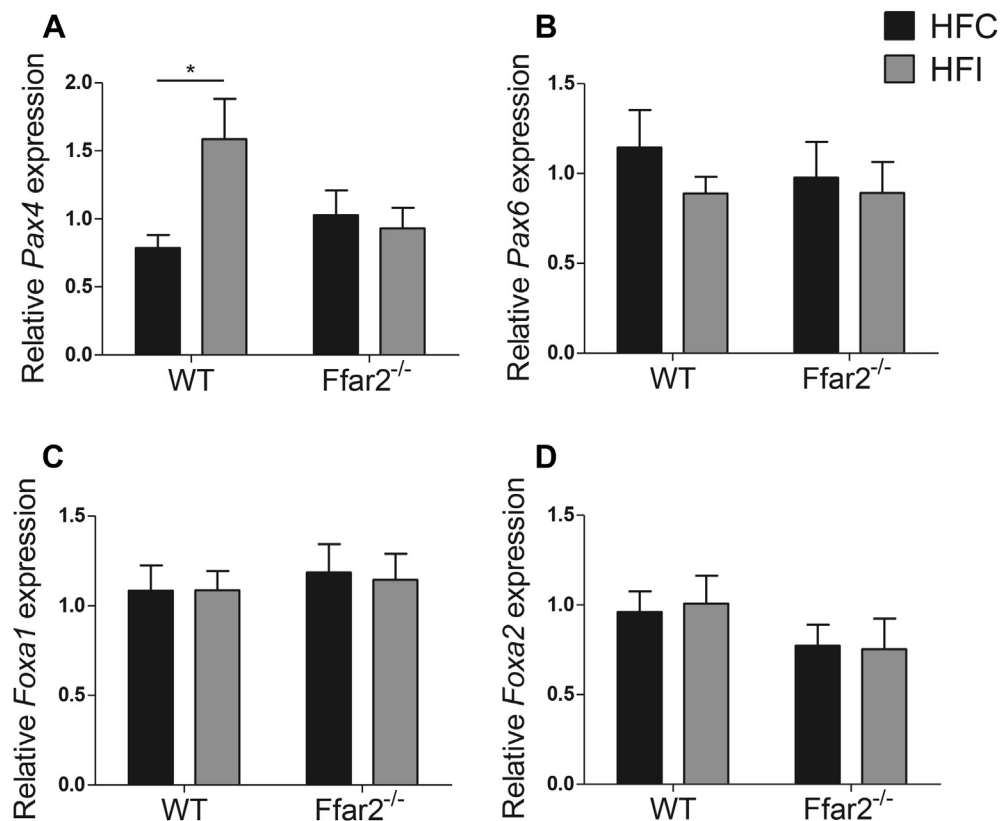 A
Relative Pax4 expression
2.0
1.5
1.0
0.5
0.0
*
WT
Ffar2-/-
B
HFC
HFI
Relative Pax6 expression
1.5
1.0
0.5
0.0
WT
Ffar2-/-
C
Relative Foxa1 expression
1.5
1.0
0.5
0.0
WT
Ffar2-/-
D
Relative Foxa2 expression
1.5
1.0
0.5
0.0
WT
Ffar2-/-